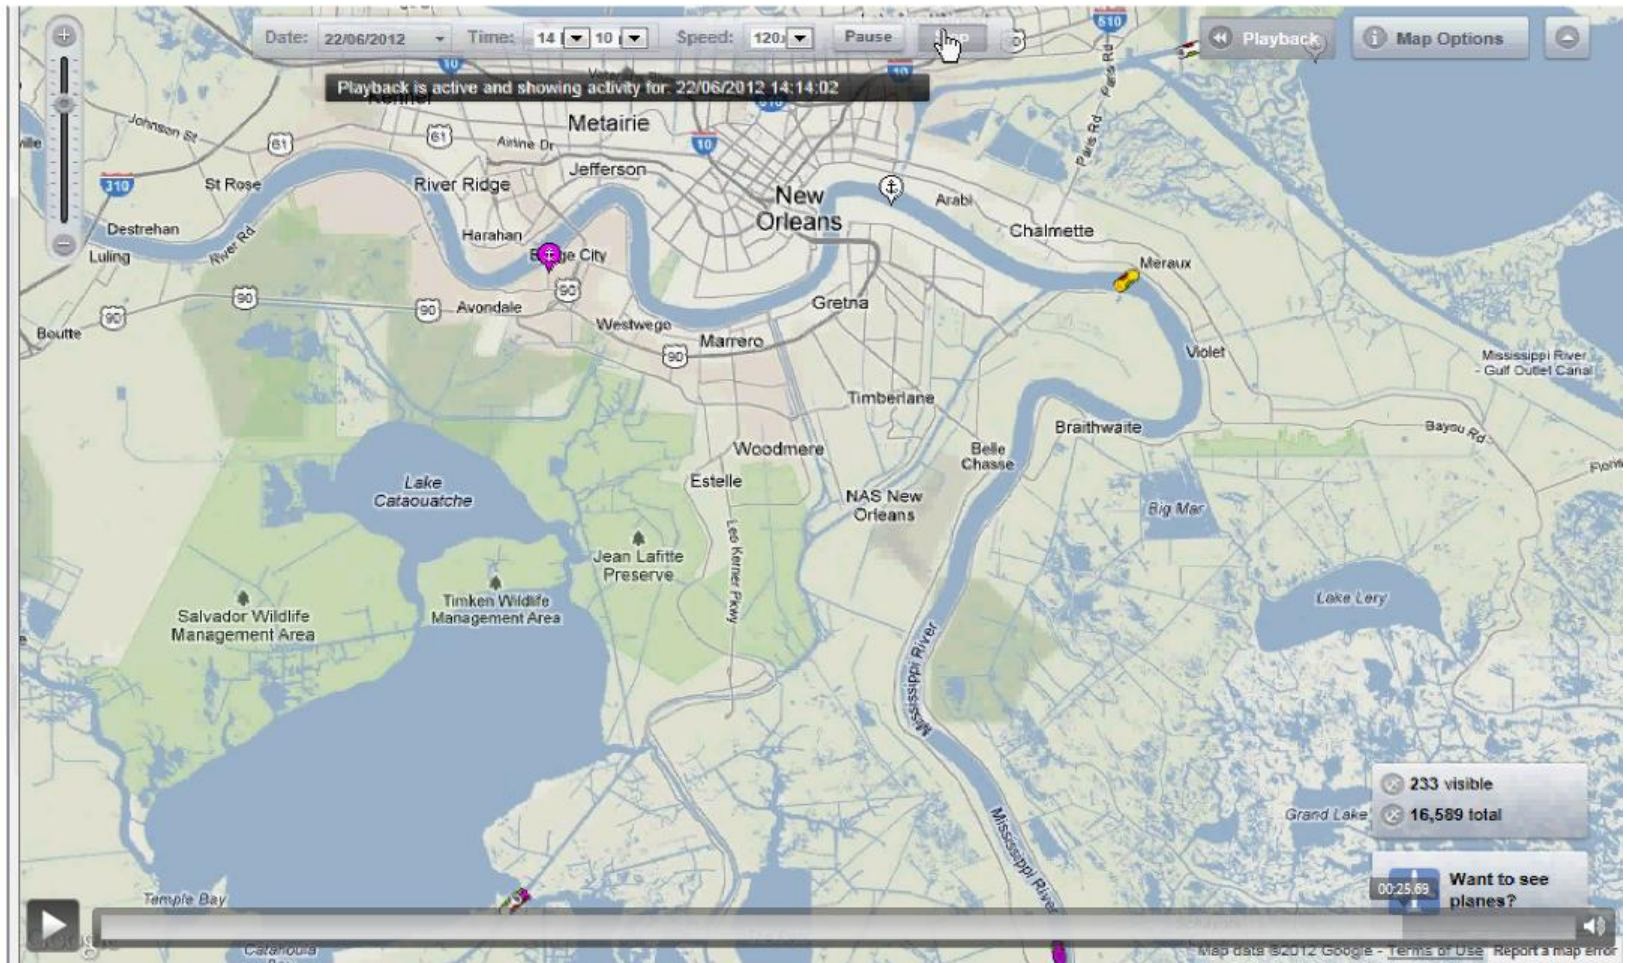 Date: 22/06/2012 Time: 14 10 Speed: 120x Pause
Playback
Map Options
510
10
10
Playback is active and showing activity for: 22/06/2012 14:14:02
Kenner
610
Metairie
Johnson St
61
61
Airline Dr
10
Paris Rd
Paris Rd
Jefferson
310
St Rose
River Ridge
New
Orleans
Arabi
Destrehan
River Rd
Harahan
Chalmette
Luling
Bridge City
Meraux
90
90
90
90
Avondale
Gretna
Boutte
Westwego
Marrero
90
Violet
Mississippi River
- Gulf Outlet Canal
Timberlane
Braithwaite
Bayou Rd
Woodmere
Belle
Chasse
Lake
Cataouatche
Estelle
NAS New
Orleans
Big Mar
Leo Kerner Pkwy
Jean Lafitte
Preserve
Salvador Wildlife
Management Area
Timken Wildlife
Management Area
Lake Lery
Mississippi River
233 visible
Grand Lake
16,589 total
Mississippi River
Want to see
planes?
00:25.69
Temple Bay
Catahoula
Map data ©2012 Google - Terms of Use Report a map error